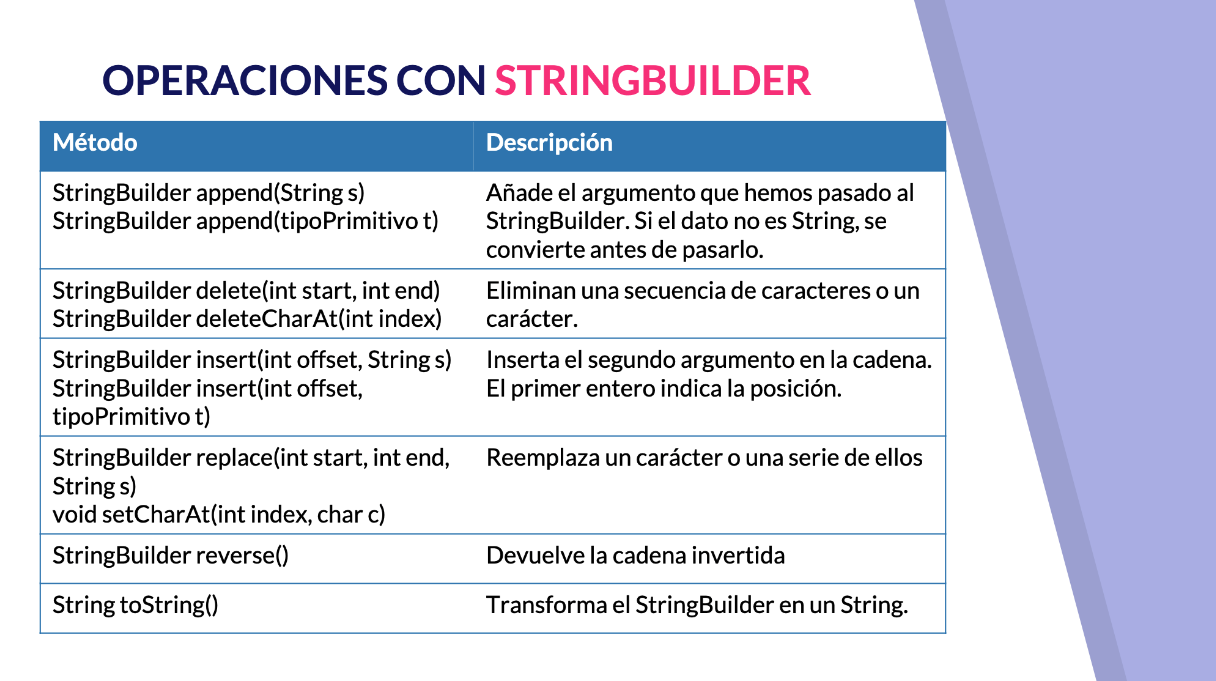 OPERACIONES CON STRINGBUILDER
Método
Descripción
StringBuilder append(String s)
StringBuilder append(tipoPrimitivo t)
Añade el argumento que hemos pasado al
StringBuilder. Si el dato no es String, se
convierte antes de pasarlo.
StringBuilder delete(int start, int end)
StringBuilder deleteCharAt(int index)
Eliminan una secuencia de caracteres o un
carácter.
StringBuilder insert(int offset, String s)
StringBuilder insert(int offset,
tipoPrimitivo t)
Inserta el segundo argumento en la cadena.
El primer entero indica la posición.
StringBuilder replace(int start, int end,
String s)
void setCharAt(int index, char c)
Reemplaza un carácter o una serie de ellos
StringBuilder reverse()
Devuelve la cadena invertida
String toString()
Transforma el StringBuilder en un String.